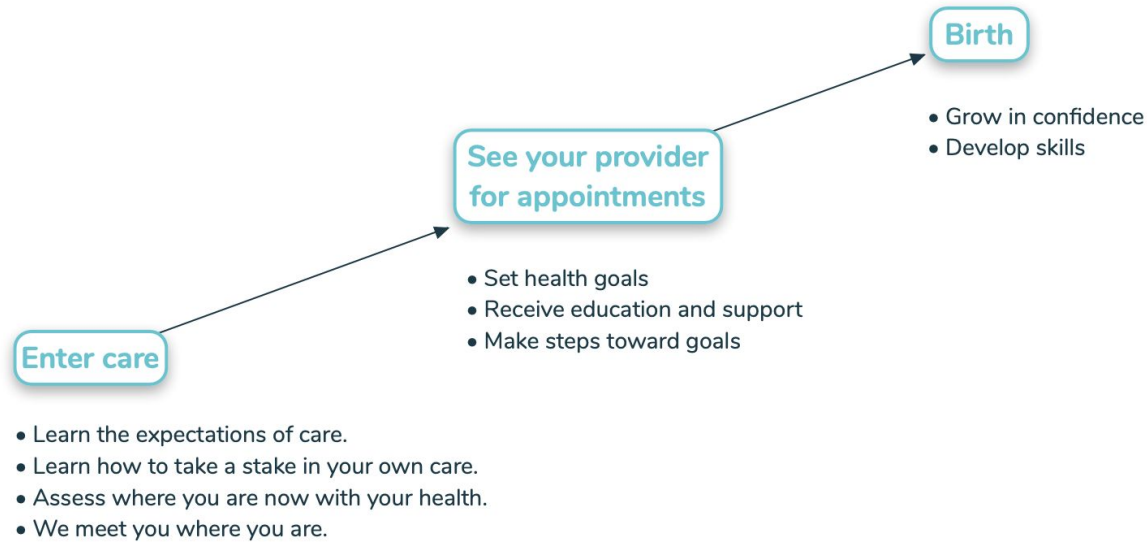 Birth
• Grow in confidence
• Develop skills
See your provider
for appointments
• Set health goals
• Receive education and support
• Make steps toward goals
Enter care
• Learn the expectations of care.
• Learn how to take a stake in your own care.
• Assess where you are now with your health.
• We meet you where you are.